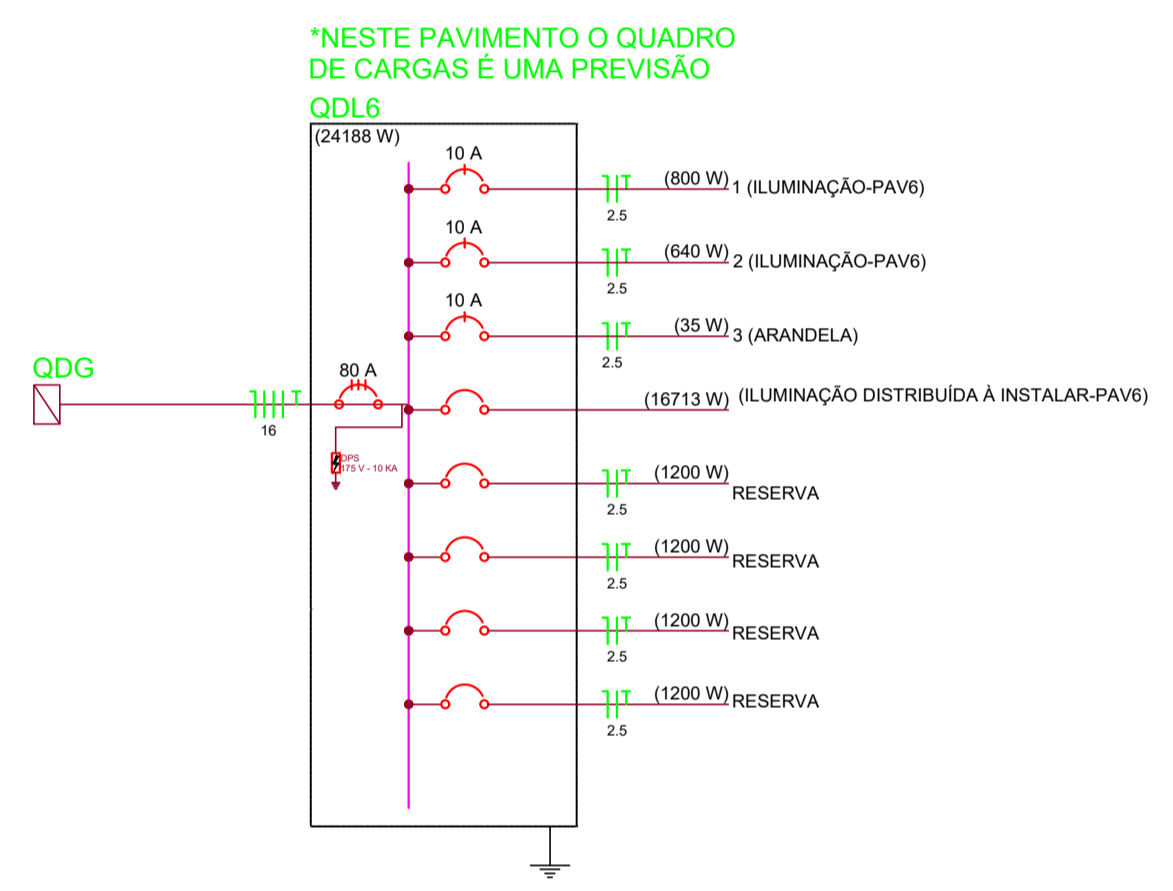 *NESTE PAVIMENTO O QUADRO
DE CARGAS É UMA PREVISÃO
QDL6
(24188 W)
10 A
(800 W) 1 (ILUMINAÇÃO-PAV6)
2.5
10 A
(640 W) 2 (ILUMINAÇÃO-PAV6)
2.5
10 A
(35 W) 3 (ARANDELA)
2.5
QDG
80 A
16
(16713 W) (ILUMINAÇÃO DISTRIBUÍDA À INSTALAR-PAV6)
DPS
175 V - 10 KA
(1200 W) RESERVA
2.5
(1200 W) RESERVA
2.5
(1200 W) RESERVA
2.5
(1200 W) RESERVA
2.5